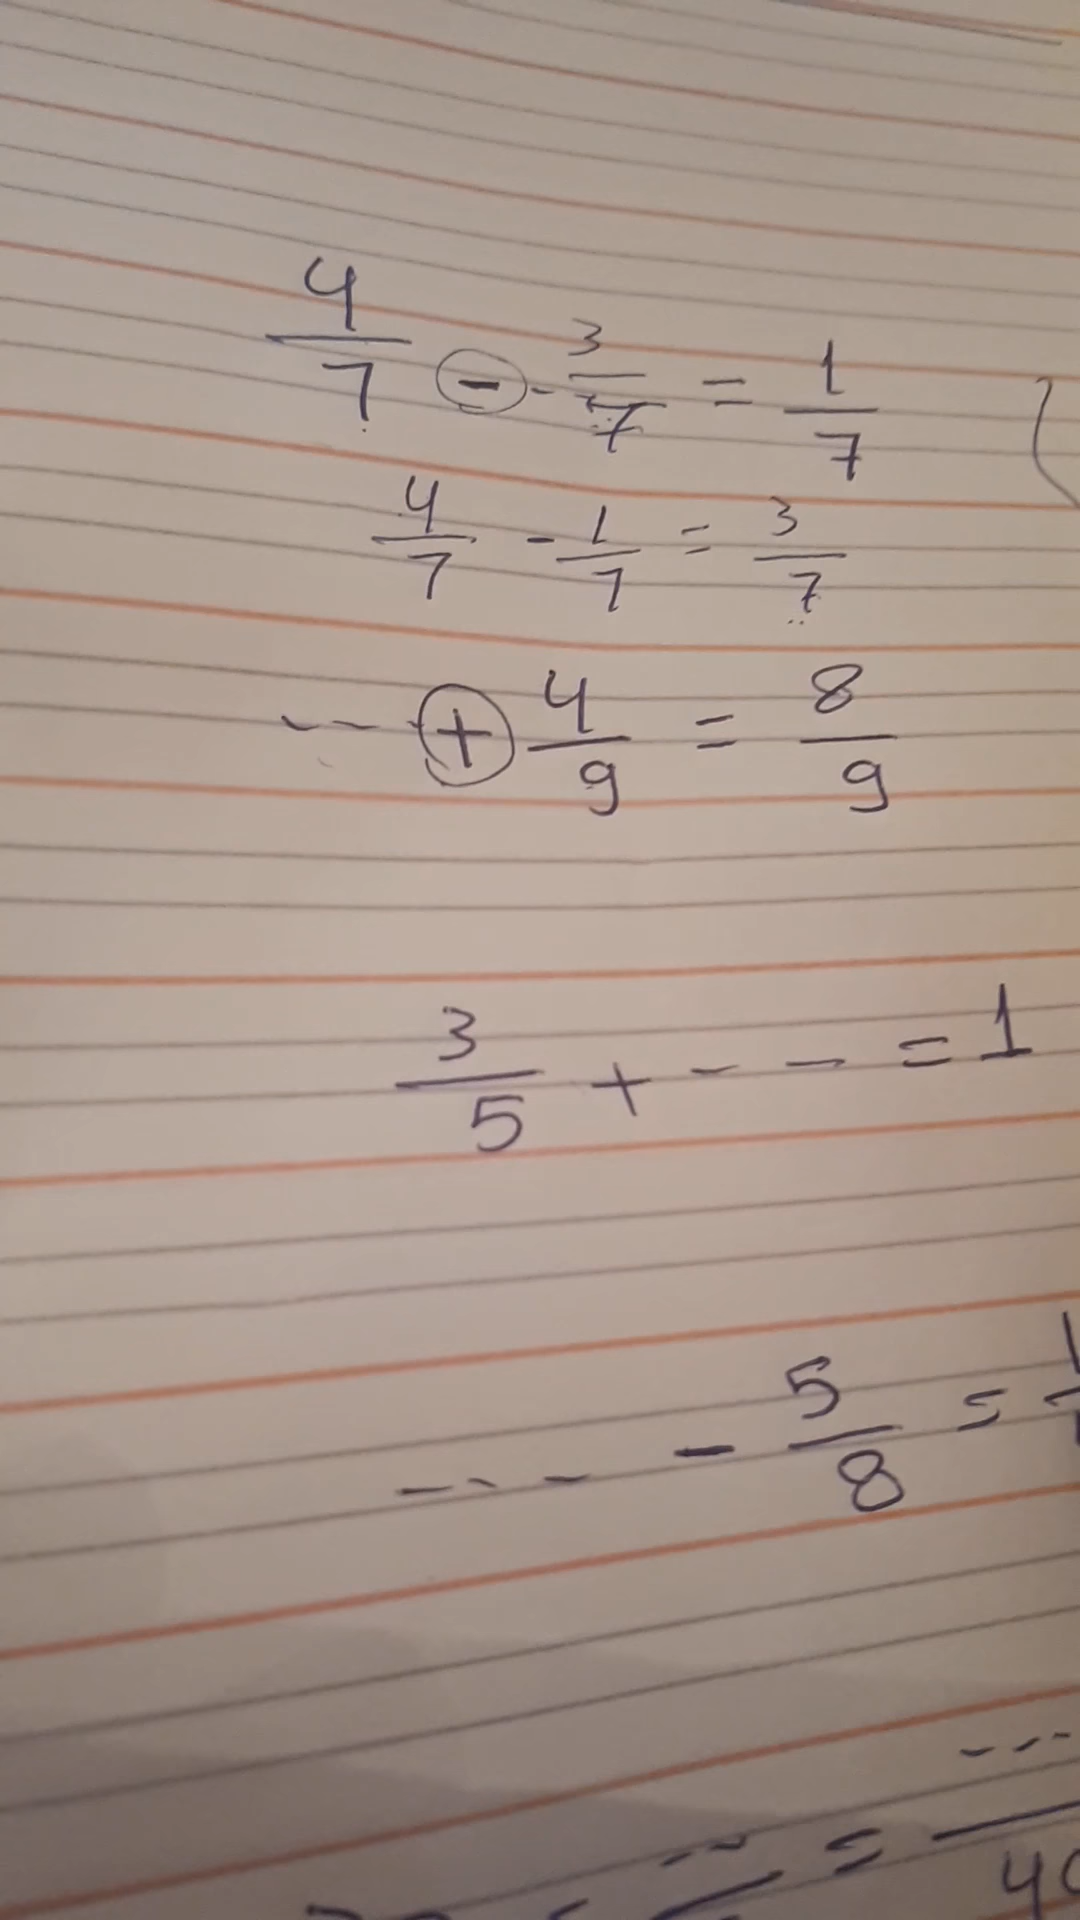 4/7 - - 3/7 = 1/7
4/7 - 1/7 = 3/7
--- + 4/9 = 8/9
3/5 + - - = 1
---- - 5/8 =
-- = ---/40